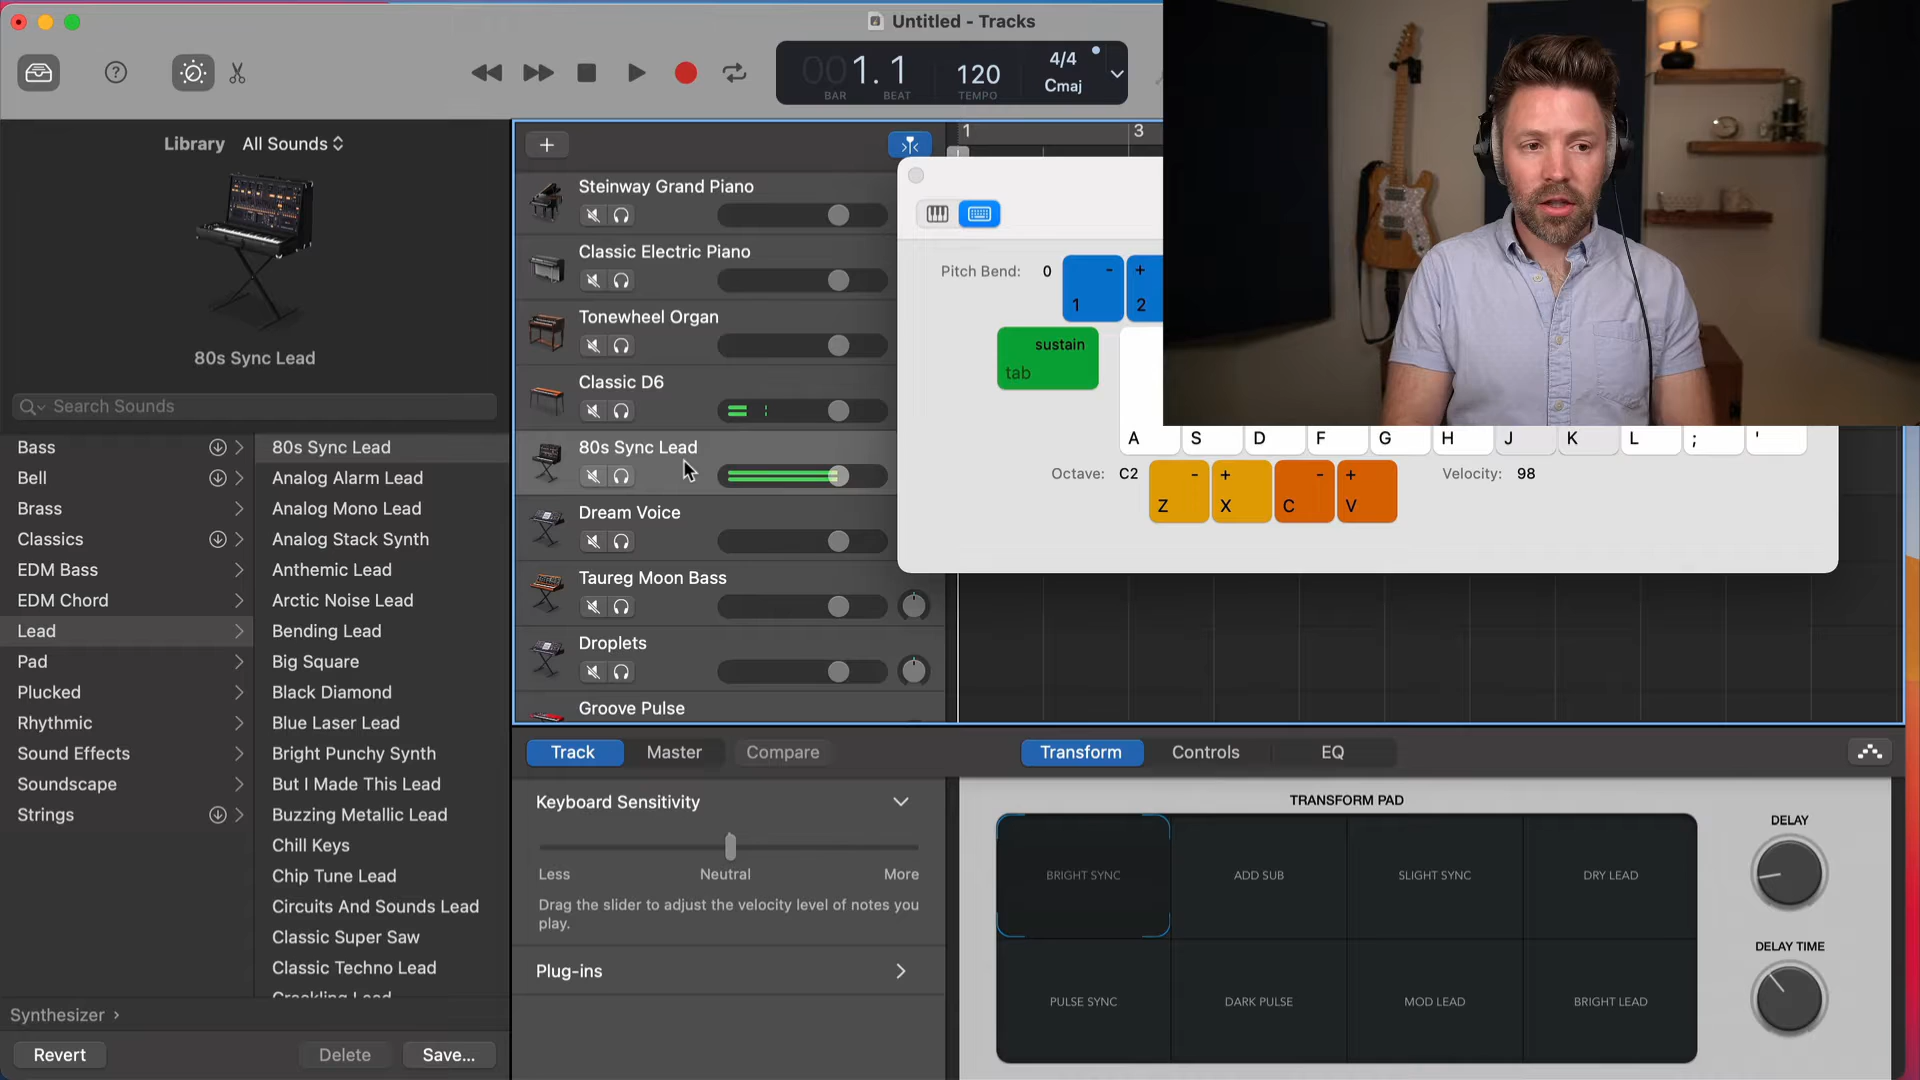 Untitled - Tracks
001.1
BAR
BEAT
120
TEMPO
4/4
Cmaj
Library
All Sounds
80s Sync Lead
Search Sounds
Bass
Bell
Brass
Classics
EDM Bass
EDM Chord
Lead
Pad
Plucked
Rhythmic
Sound Effects
Soundscape
Strings
80s Sync Lead
Analog Alarm Lead
Analog Mono Lead
Analog Stack Synth
Anthemic Lead
Arctic Noise Lead
Bending Lead
Big Square
Black Diamond
Blue Laser Lead
Bright Punchy Synth
But I Made This Lead
Buzzing Metallic Lead
Chill Keys
Chip Tune Lead
Circuits And Sounds Lead
Classic Super Saw
Classic Techno Lead
Crackling Lead
Synthesizer ›
Revert
Delete
Save...
+
1
3
Steinway Grand Piano
Classic Electric Piano
Tonewheel Organ
Classic D6
80s Sync Lead
Dream Voice
Taureg Moon Bass
Droplets
Groove Pulse
Pitch Bend: 0
-
1
+
2
sustain
tab
A
S
D
F
G
H
J
K
L
;
'
Octave: C2
-
Z
+
X
-
C
+
V
Velocity: 98
Track
Master
Compare
Transform
Controls
EQ
Keyboard Sensitivity
Less
Neutral
More
Drag the slider to adjust the velocity level of notes you
play.
Plug-ins
TRANSFORM PAD
BRIGHT SYNC
ADD SUB
SLIGHT SYNC
DRY LEAD
PULSE SYNC
DARK PULSE
MOD LEAD
BRIGHT LEAD
DELAY
DELAY TIME